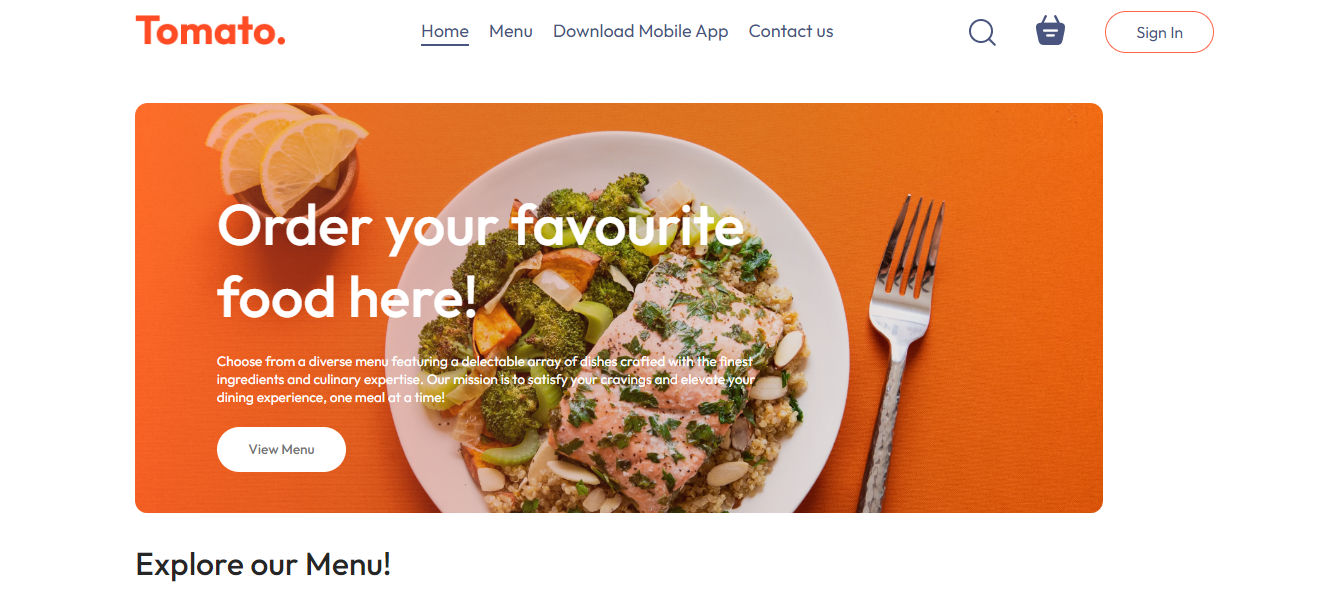 Tomato.
Home Menu Download Mobile App Contact us
Sign In
Order your favourite
food here!
Choose from a diverse menu featuring a delectable array of dishes crafted with the finest
ingredients and culinary expertise. Our mission is to satisfy your cravings and elevate your
dining experience, one meal at a time!
View Menu
Explore our Menu!